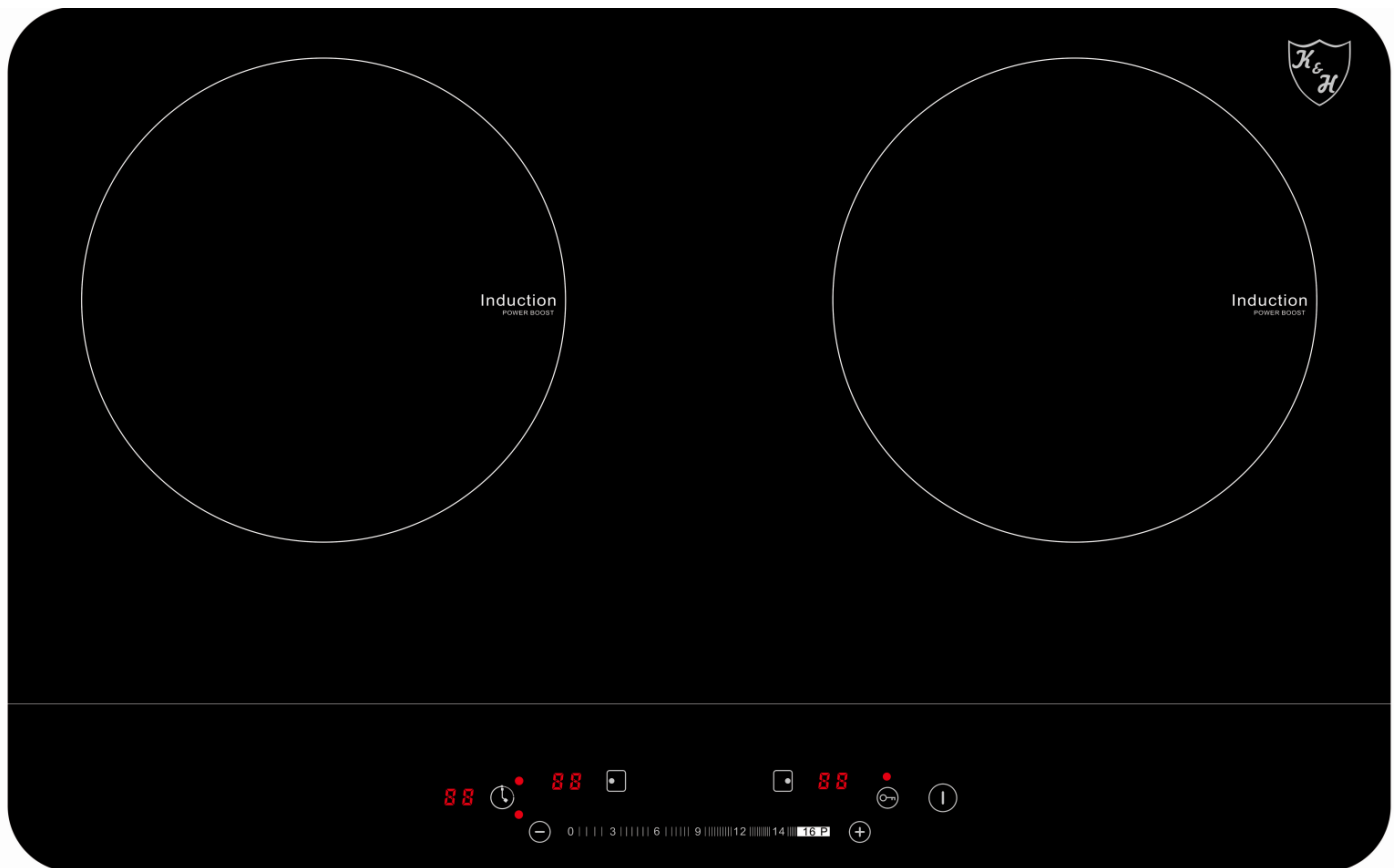 K & H
Induction
POWER BOOST
Induction
POWER BOOST
88
88
88
0 3 6 9 12 14 16 P